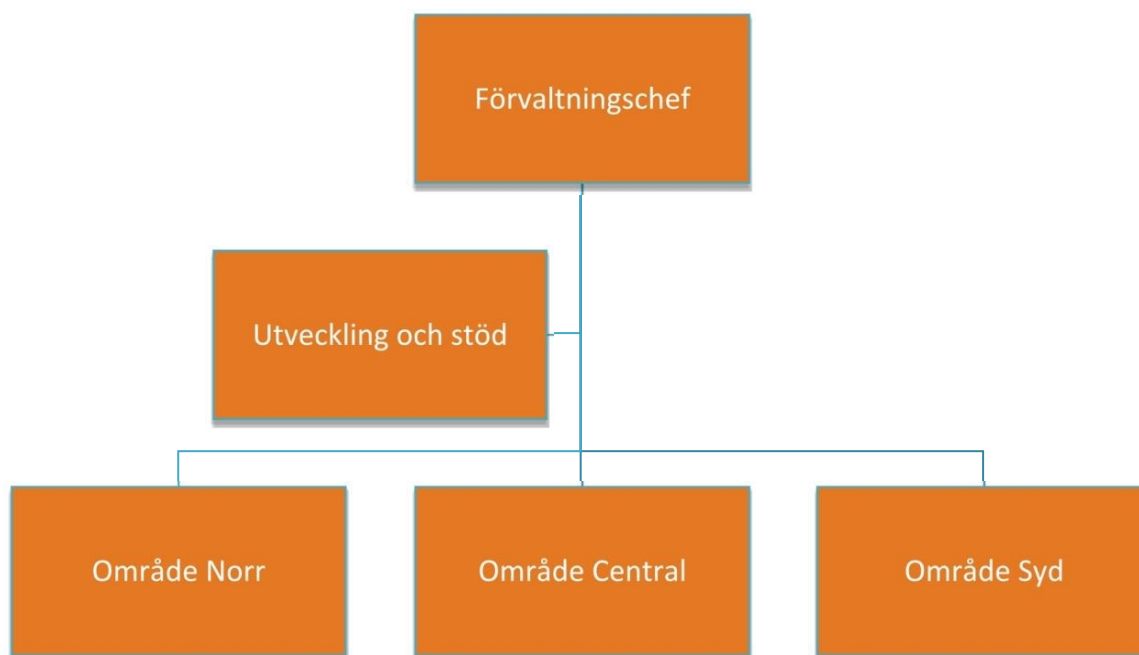 Förvaltningschef
Utveckling och stöd
Område Norr
Område Central
Område Syd